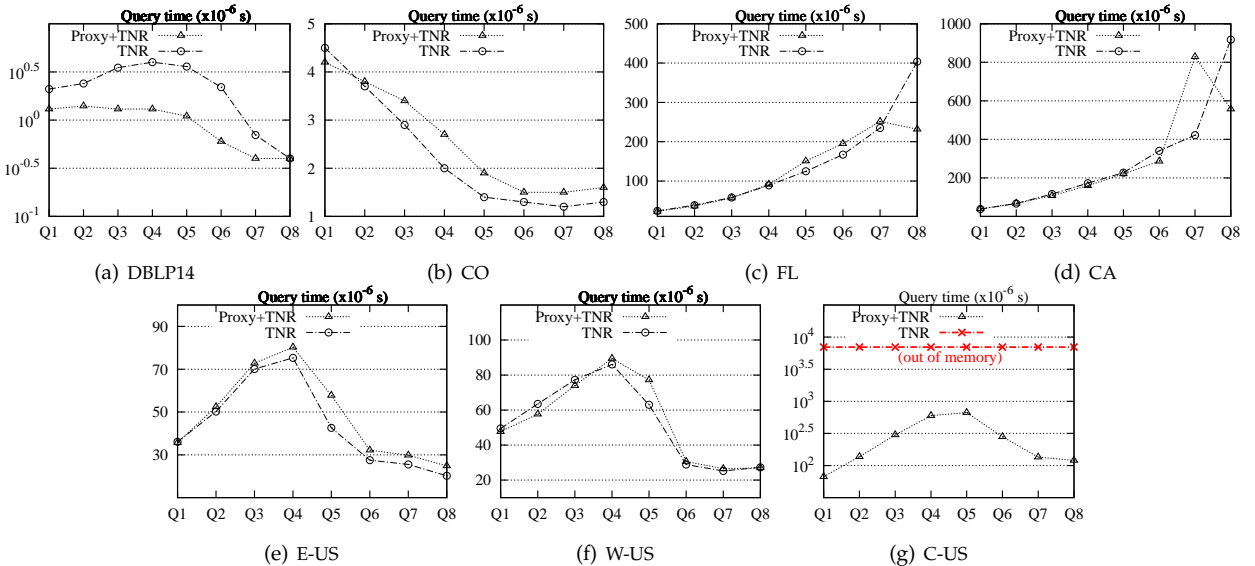 Query time (x10^-6 s)
Proxy+TNR
TNR
10^0.5
10^0
10^-0.5
10^-1
Q1 Q2 Q3 Q4 Q5 Q6 Q7 Q8
(a) DBLP14
Query time (x10^-6 s)
Proxy+TNR
TNR
5
4
3
2
1
Q1 Q2 Q3 Q4 Q5 Q6 Q7 Q8
(b) CO
Query time (x10^-6 s)
Proxy+TNR
TNR
500
400
300
200
100
Q1 Q2 Q3 Q4 Q5 Q6 Q7 Q8
(c) FL
Query time (x10^-6 s)
Proxy+TNR
TNR
1000
800
600
400
200
Q1 Q2 Q3 Q4 Q5 Q6 Q7 Q8
(d) CA
Query time (x10^-6 s)
Proxy+TNR
TNR
90
70
50
30
Q1 Q2 Q3 Q4 Q5 Q6 Q7 Q8
(e) E-US
Query time (x10^-6 s)
Proxy+TNR
TNR
100
80
60
40
20
Q1 Q2 Q3 Q4 Q5 Q6 Q7 Q8
(f) W-US
Query time (x10^-6 s)
Proxy+TNR
TNR
(out of memory)
10^4
10^3.5
10^3
10^2.5
10^2
Q1 Q2 Q3 Q4 Q5 Q6 Q7 Q8
(g) C-US